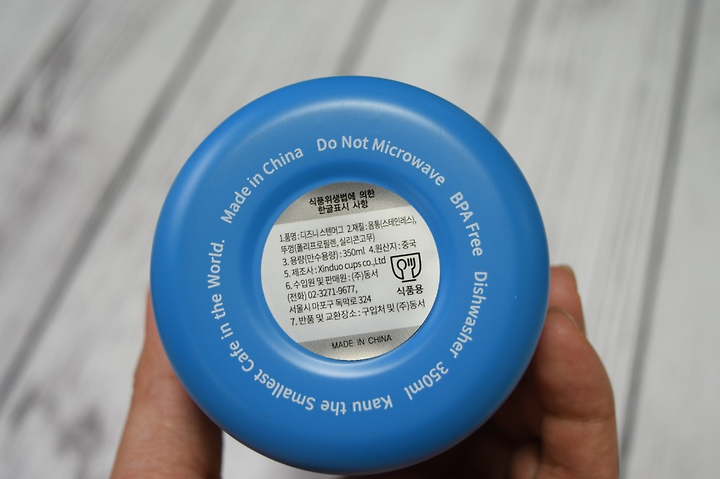 Made in China Do Not Microwave BPA Free Dishwasher 350ml Kanu the Smallest Cafe in the World.
식품위생법에 의한
한글표시 사항
1.품명 : 디즈니스텐머그 2.재질 : 몸통(스테인레스),
뚜껑(폴리프로필렌, 실리콘고무)
3. 용량(만수용량) : 350ml 4.원산지 : 중국
5. 제조사 : Xinduo cups co.,Ltd
6. 수입원 및 판매원 : (주)동서
(전화) 02-3271-9677,
서울시 마포구 독막로 324
7. 반품 및 교환장소 : 구입처 및 (주)동서
식품용
MADE IN CHINA